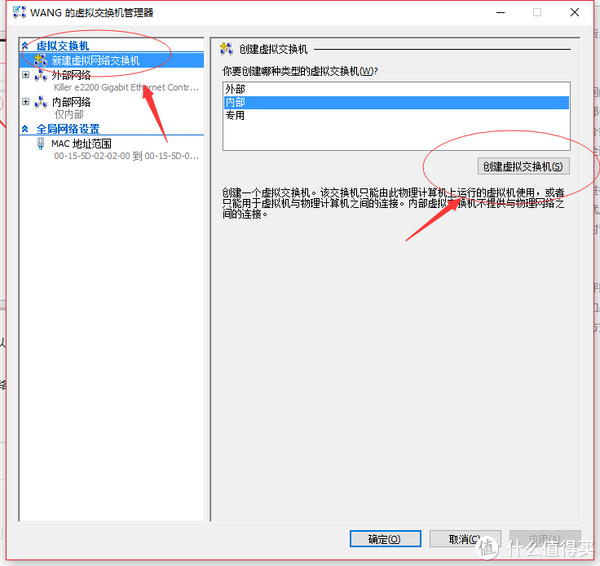 WANG 的虚拟交换机管理器
虚拟交换机
新建虚拟网络交换机
外部网络
Killer e2200 Gigabit Ethernet Contr...
内部网络
仅内部
全局网络设置
MAC 地址范围
00-15-5D-02-02-00 到 00-15-5D-0...
创建虚拟交换机
你要创建哪种类型的虚拟交换机(W)?
外部
内部
专用
创建虚拟交换机(S)
创建一个虚拟交换机。该交换机只能由此物理计算机上运行的虚拟机使用，或者
只能用于虚拟机与物理计算机之间的连接。内部虚拟交换机不提供与物理网络之
间的连接。
确定(O)
取消(C)
应用(A)
值 什么值得买